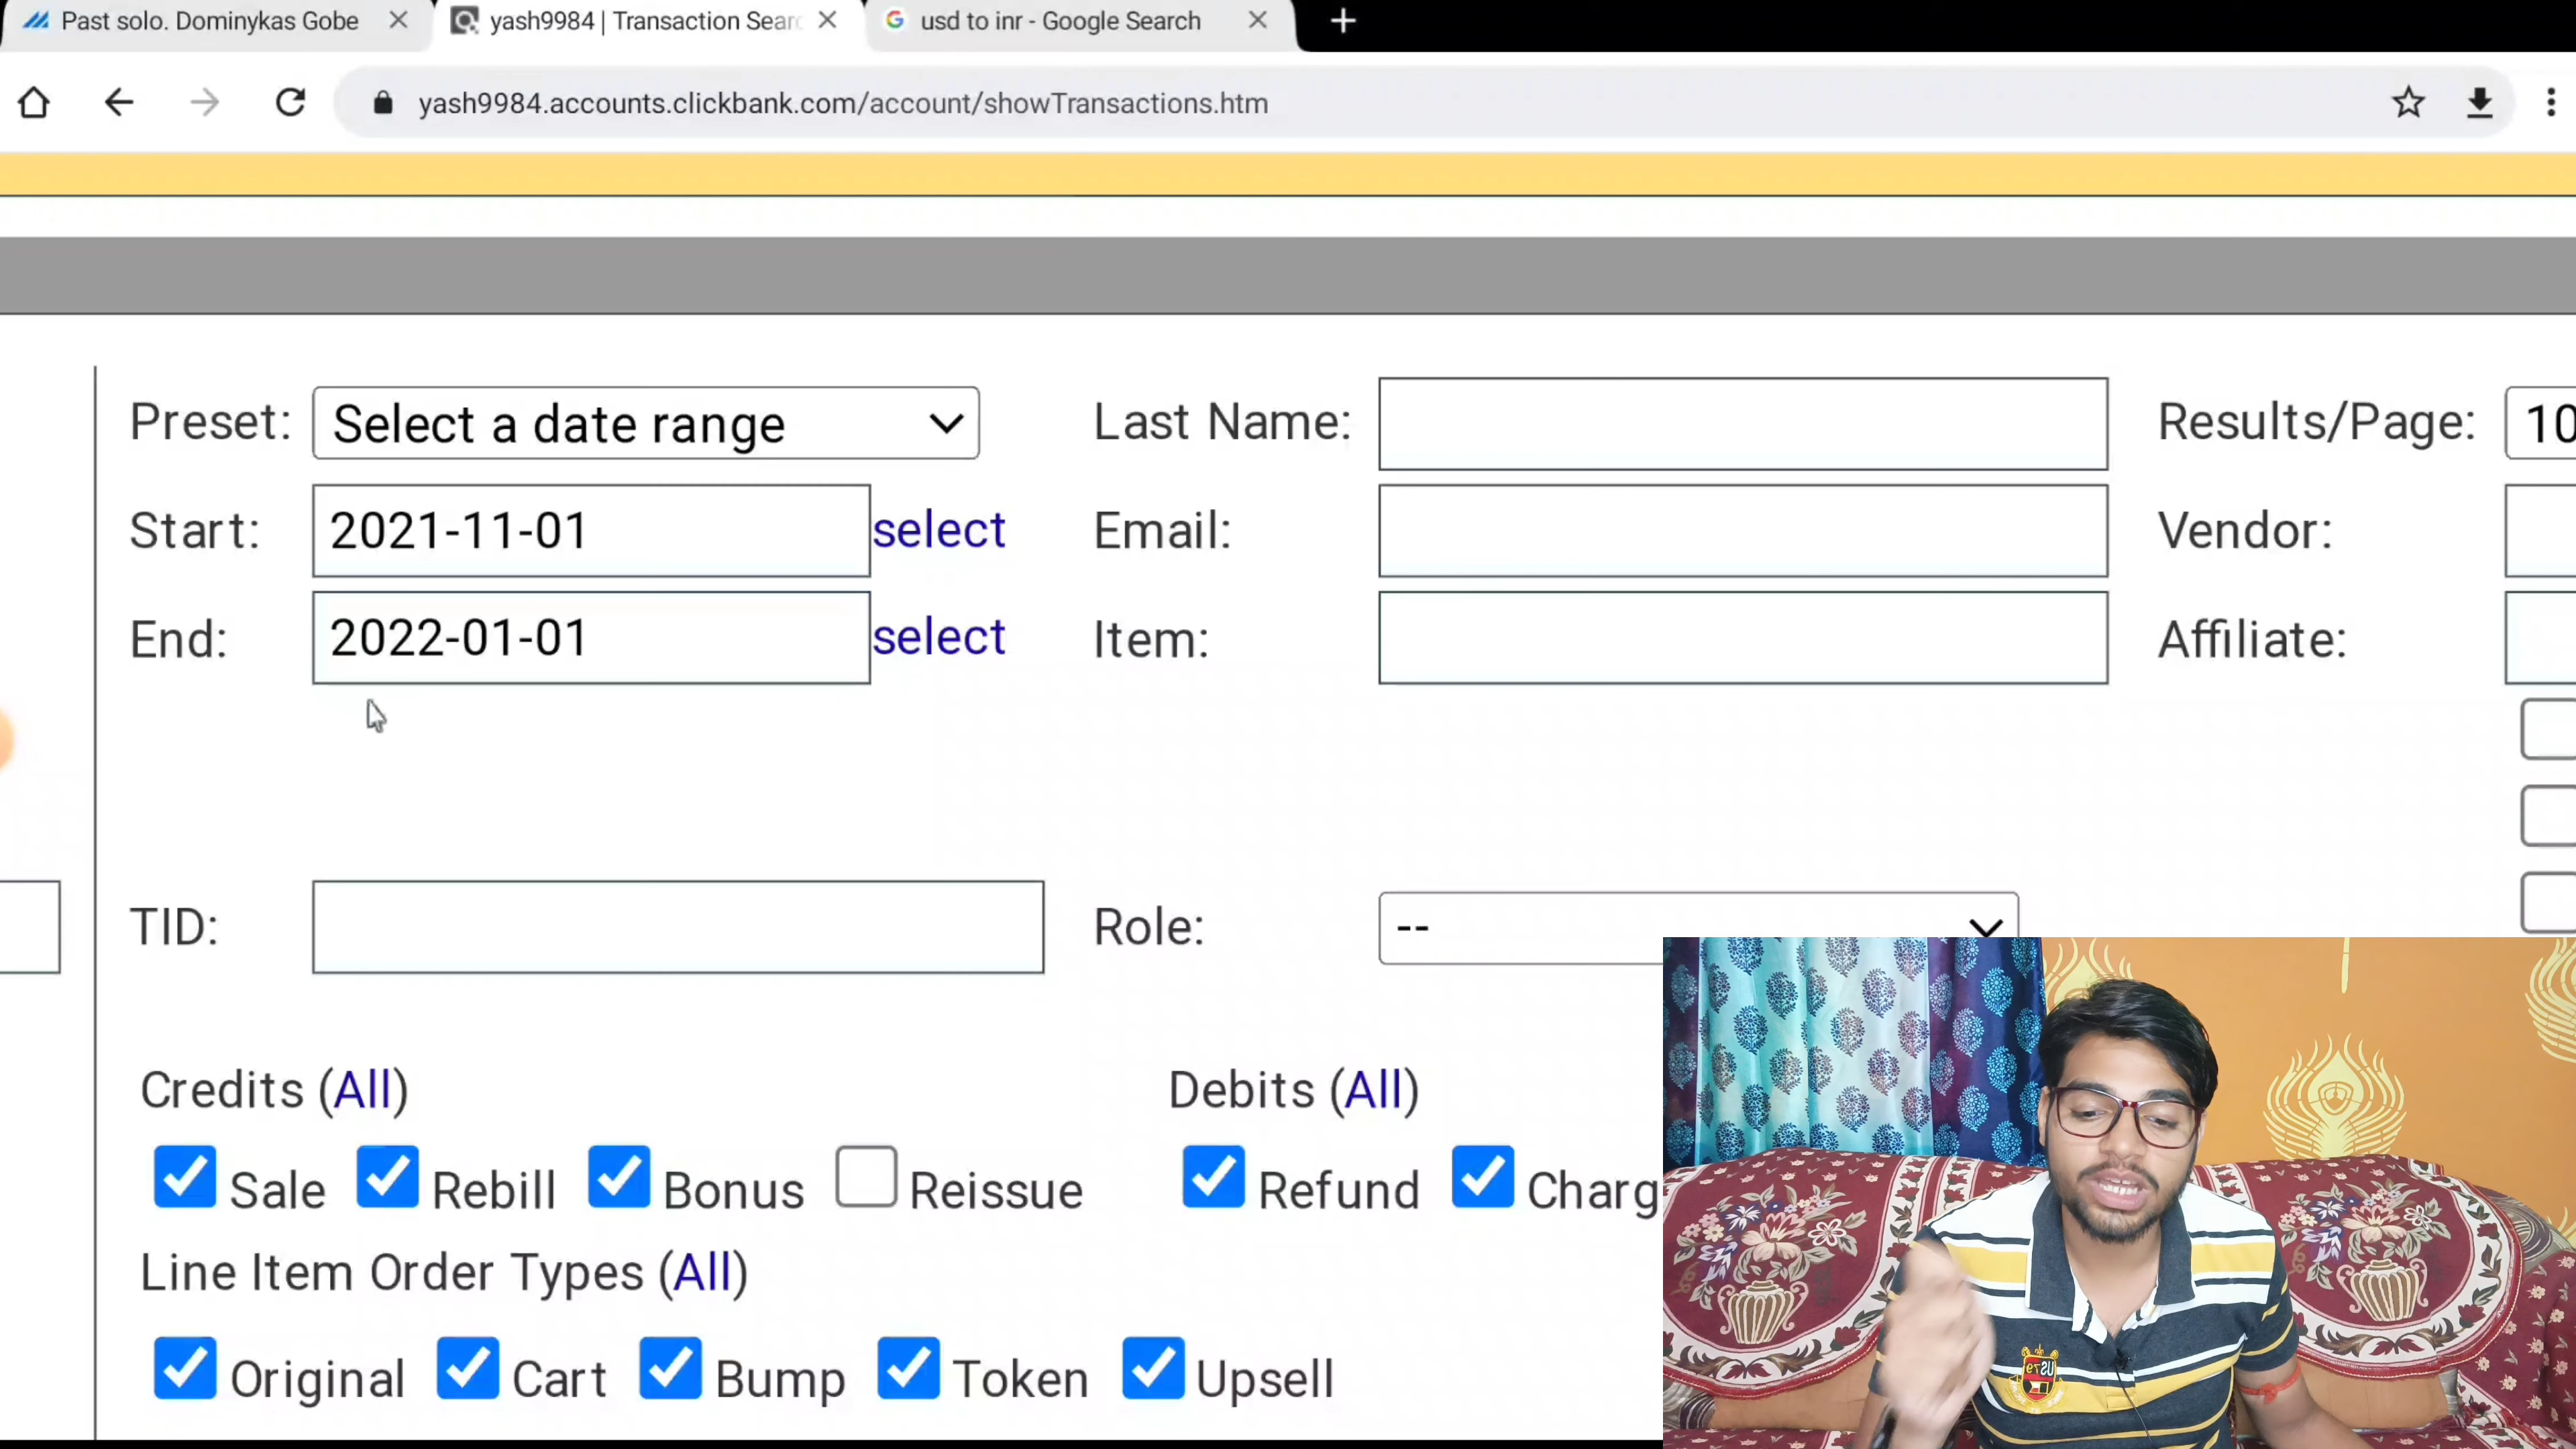 Past solo. Dominykas Gobe
yash9984 | Transaction Sear
usd to inr - Google Search
yash9984.accounts.clickbank.com/account/showTransactions.htm
Preset: Select a date range Last Name: Results/Page: 10
Start: 2021-11-01 select Email: Vendor:
End: 2022-01-01 select Item: Affiliate:
TID: Role: --
Credits (All) Debits (All)
Sale Rebill Bonus Reissue Refund Charg
Line Item Order Types (All)
Original Cart Bump Token Upsell